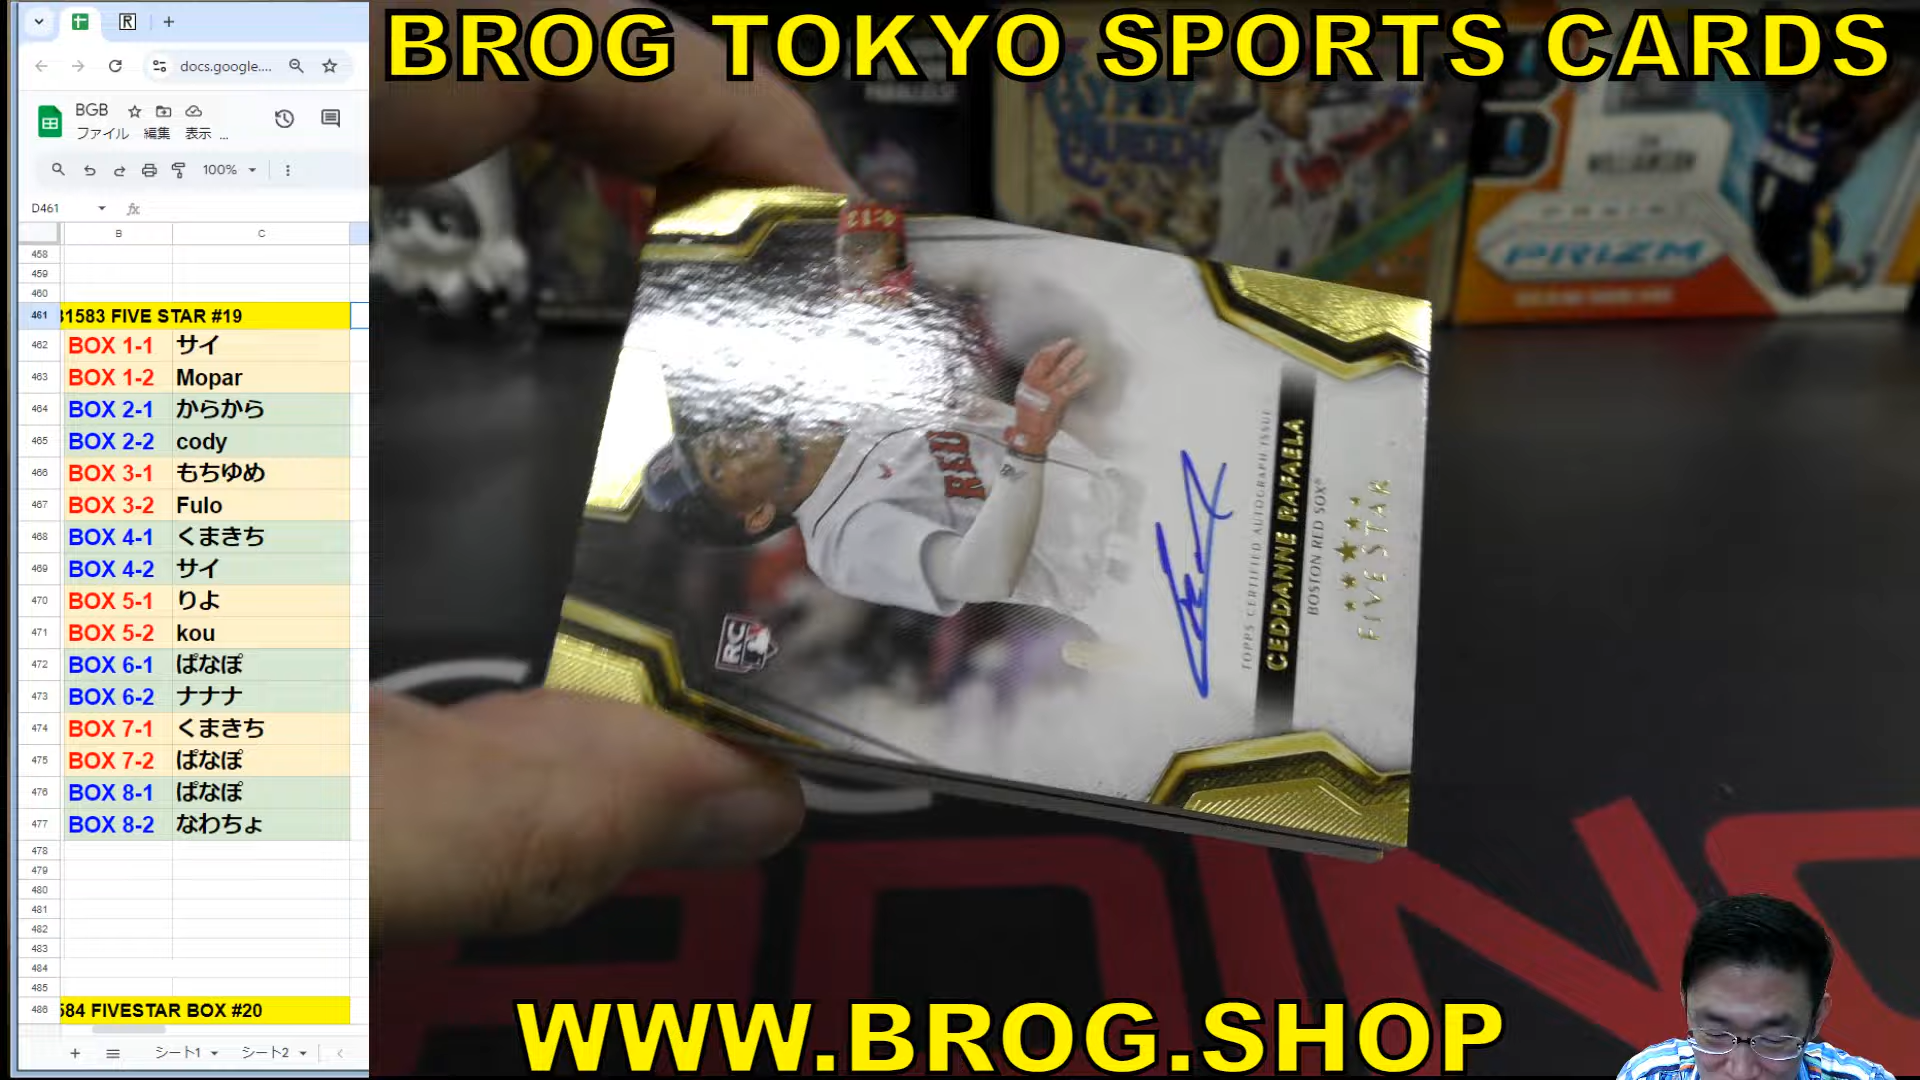 BROG TOKYO SPORTS CARDS
docs.google....
BGB
ファイル 編集 表示 ...
100%
D461
fx
B C
458
459
460
461 1583 FIVE STAR #19
462 BOX 1-1 サイ
463 BOX 1-2 Mopar
464 BOX 2-1 からから
465 BOX 2-2 cody
466 BOX 3-1 もちゆめ
467 BOX 3-2 Fulo
468 BOX 4-1 くまきち
469 BOX 4-2 サイ
470 BOX 5-1 りよ
471 BOX 5-2 kou
472 BOX 6-1 ぱなぽ
473 BOX 6-2 ナナナ
474 BOX 7-1 くまきち
475 BOX 7-2 ぱなぽ
476 BOX 8-1 ぱなぽ
477 BOX 8-2 なわちょ
478
479
480
481
482
483
484
485
486 584 FIVESTAR BOX #20
シート1 シート2
RED
RC
TOPPS CERTIFIED AUTOGRAPH ISSUE
CEDDANNE RAFAELA
BOSTON RED SOX
FIVE STAR
PRIZM
WWW.BROG.SHOP